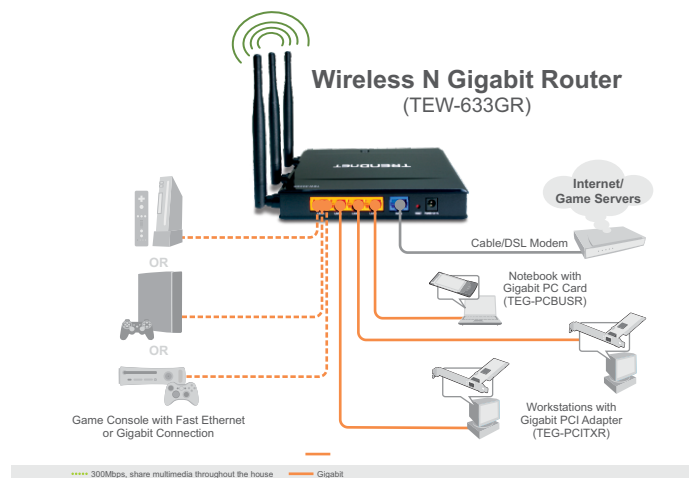 Wireless N Gigabit Router
(TEW-633GR)
TRENDnet
Internet/
Game Servers
Cable/DSL Modem
OR
Notebook with
Gigabit PC Card
(TEG-PCBUSR)
OR
Game Console with Fast Ethernet
or Gigabit Connection
Workstations with
Gigabit PCI Adapter
(TEG-PCITXR)
300Mbps, share multimedia throughout the house
Gigabit